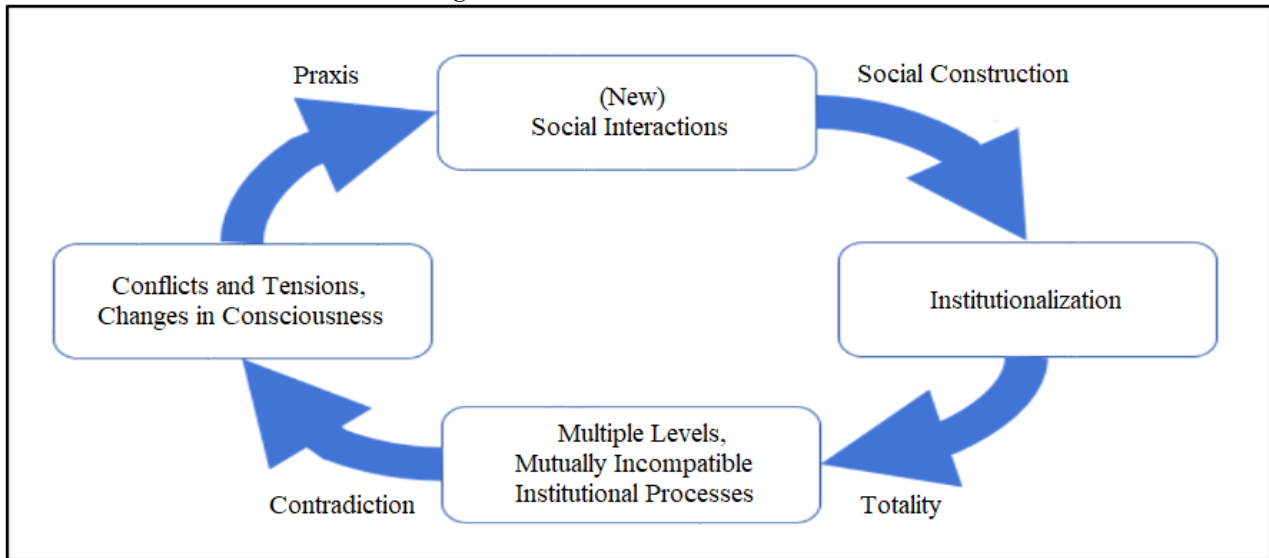 Praxis
(New)
Social Interactions
Social Construction
Conflicts and Tensions,
Changes in Consciousness
Institutionalization
Multiple Levels,
Mutually Incompatible
Institutional Processes
Contradiction
Totality